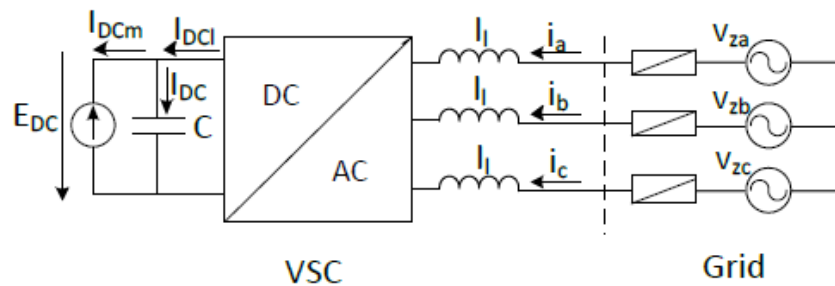 I_DCm I_DCl
I_DC
E_DC
C
DC
AC
VSC
I_l i_a
I_l i_b
I_l i_c
v_za
v_zb
v_zc
Grid